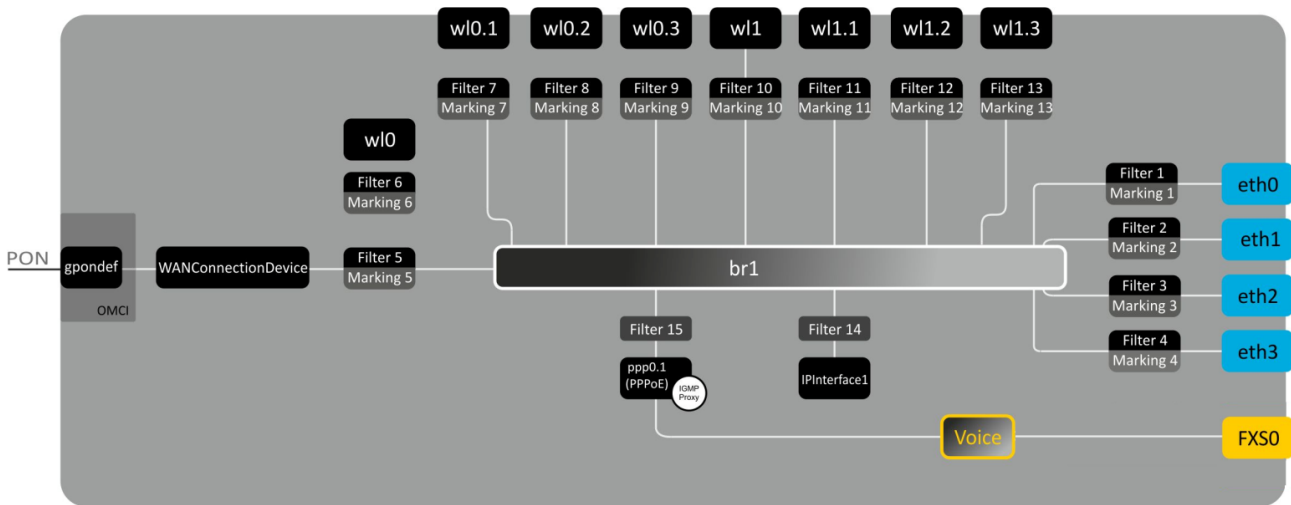 wl0.1
wl0.2
wl0.3
wl1
wl1.1
wl1.2
wl1.3
Filter 7
Marking 7
Filter 8
Marking 8
Filter 9
Marking 9
Filter 10
Marking 10
Filter 11
Marking 11
Filter 12
Marking 12
Filter 13
Marking 13
wl0
Filter 6
Marking 6
Filter 1
Marking 1
eth0
Filter 2
Marking 2
eth1
PON
gpondef
OMCI
WANConnectionDevice
Filter 5
Marking 5
br1
Filter 3
Marking 3
eth2
Filter 15
Filter 14
Filter 4
Marking 4
eth3
ppp0.1
(PPPoE)
IGMP
Proxy
IPInterface1
Voice
FXS0